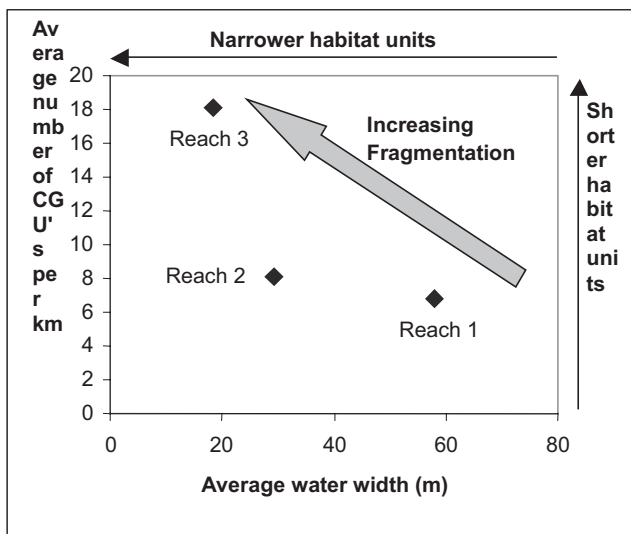 Narrower habitat units
Av
era
ge
nu
mb
er
of
CG
U's
pe
r
km
20
18
16
14
12
10
8
6
4
2
0
Reach 3
Increasing
Fragmentation
Reach 2
Reach 1
Sh
ort
er
ha
bit
at
uni
ts
0
20
40
60
80
Average water width (m)